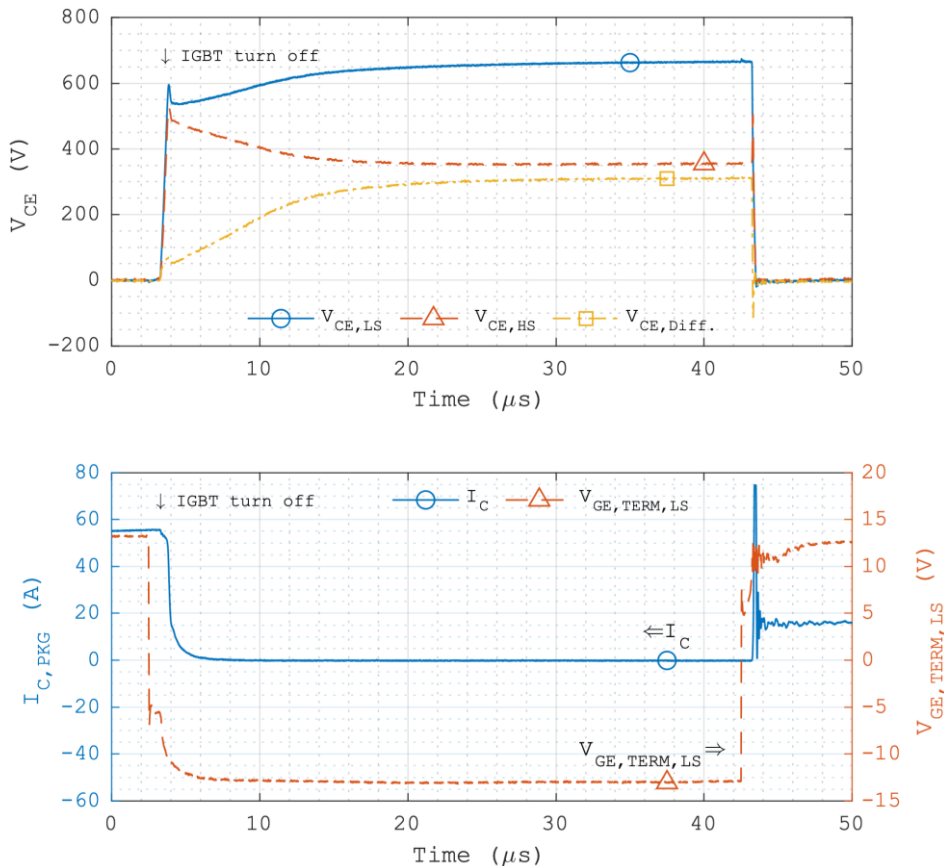 800
↓ IGBT turn off
600
400
200
0
-200
V_CE (V)
V_CE,LS V_CE,HS V_CE,Diff.
0 10 20 30 40 50
Time (μs)
80
60
40
20
0
-20
-40
-60
I_C,PKG (A)
↓ IGBT turn off I_C V_GE,TERM,LS
⇐I_C
V_GE,TERM,LS⇒
20
15
10
5
0
-5
-10
-15
V_GE,TERM,LS (V)
0 10 20 30 40 50
Time (μs)